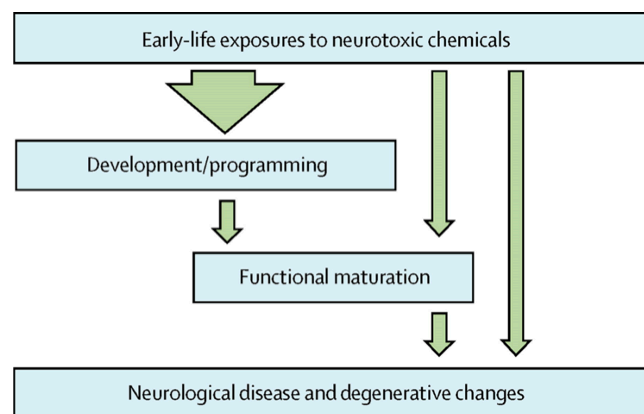 Early-life exposures to neurotoxic chemicals
Development/programming
Functional maturation
Neurological disease and degenerative changes